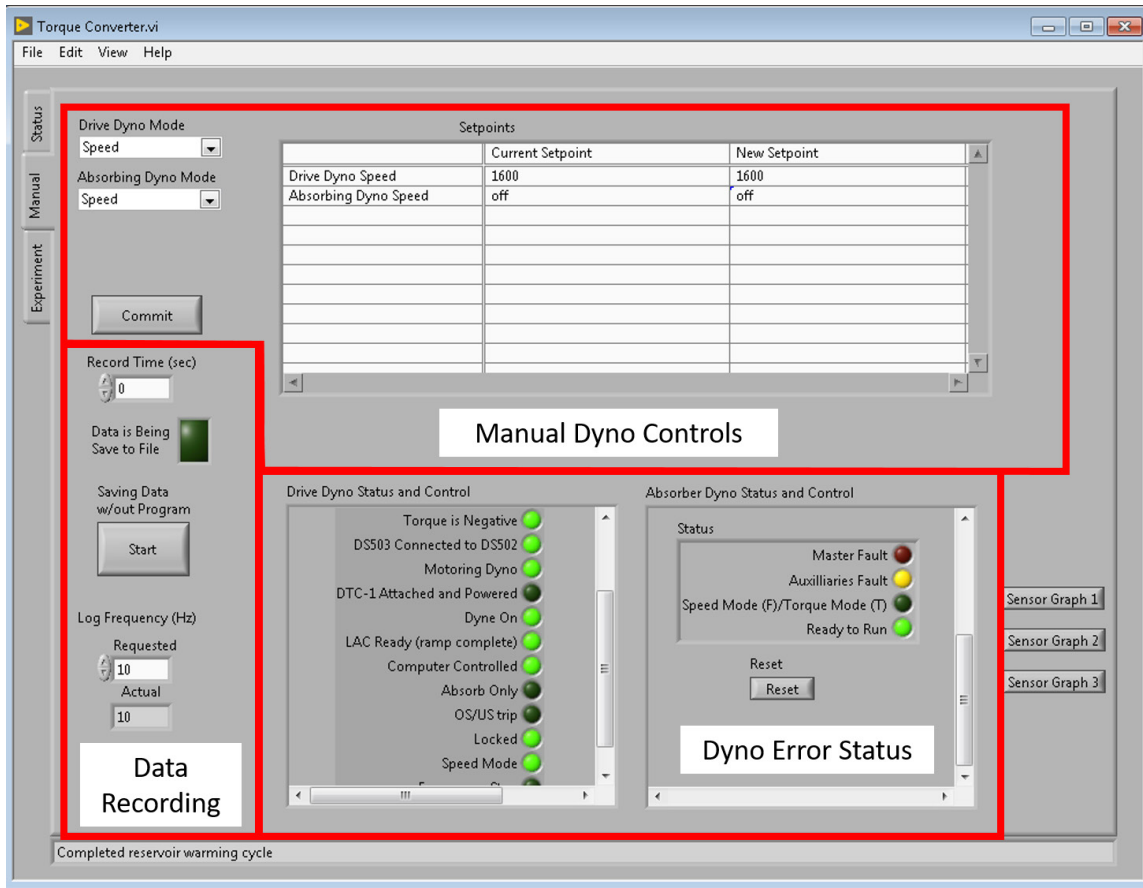 Torque Converter.vi
File Edit View Help
Status
Manual
Experiment
Drive Dyno Mode
Speed
Absorbing Dyno Mode
Speed
Commit
Setpoints
Current Setpoint New Setpoint
Drive Dyno Speed 1600 1600
Absorbing Dyno Speed off off
Manual Dyno Controls
Record Time (sec)
0
Data is Being
Save to File
Saving Data
w/out Program
Start
Log Frequency (Hz)
Requested
10
Actual
10
Data
Recording
Drive Dyno Status and Control
Torque is Negative
DS503 Connected to DS502
Motoring Dyno
DTC-1 Attached and Powered
Dyne On
LAC Ready (ramp complete)
Computer Controlled
Absorb Only
OS/US trip
Locked
Speed Mode
Absorber Dyno Status and Control
Status
Master Fault
Auxilliaries Fault
Speed Mode (F)/Torque Mode (T)
Ready to Run
Reset
Reset
Dyno Error Status
Sensor Graph 1
Sensor Graph 2
Sensor Graph 3
Completed reservoir warming cycle